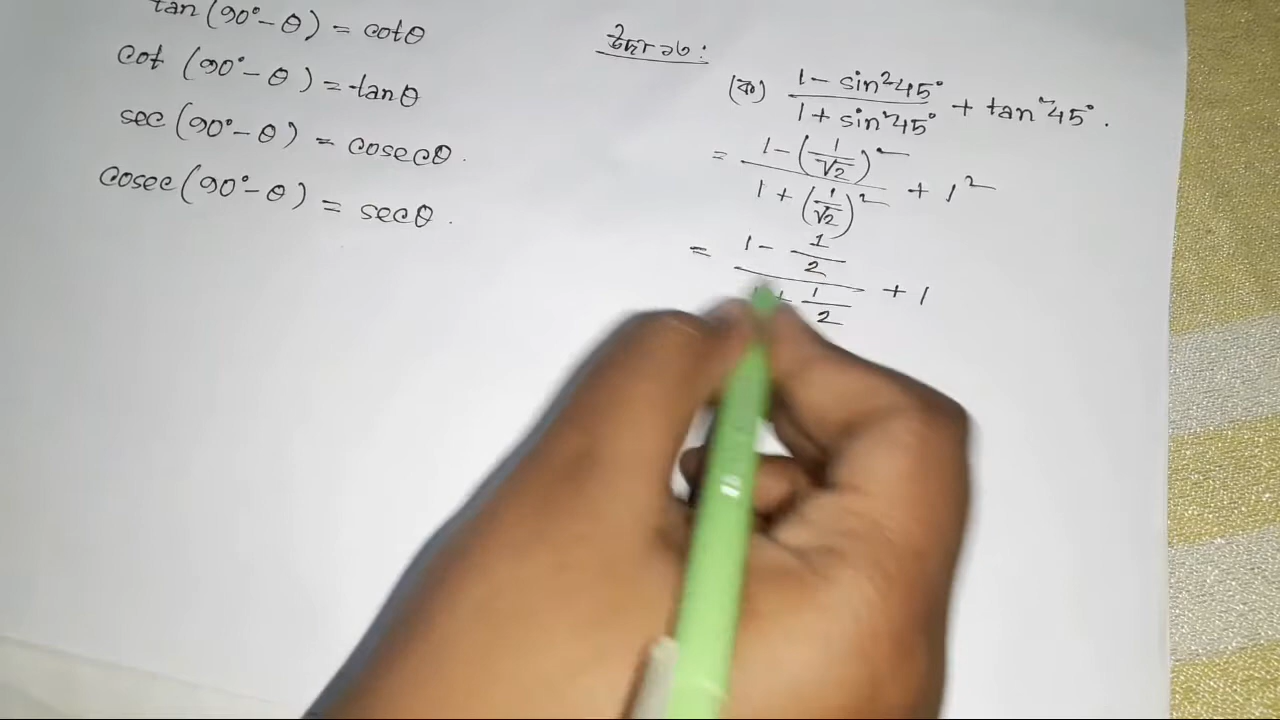 tan (90° - θ) = cotθ
cot (90° - θ) = tanθ
sec (90° - θ) = cosecθ.
cosec (90° - θ) = secθ.
উদা ১৬:
(ক) (1 - sin²45°)/(1 + sin²45°) + tan²45°.
= (1 - (1/√2)²)/(1 + (1/√2)²) + 1²
= (1 - 1/2)/(1 + 1/2) + 1